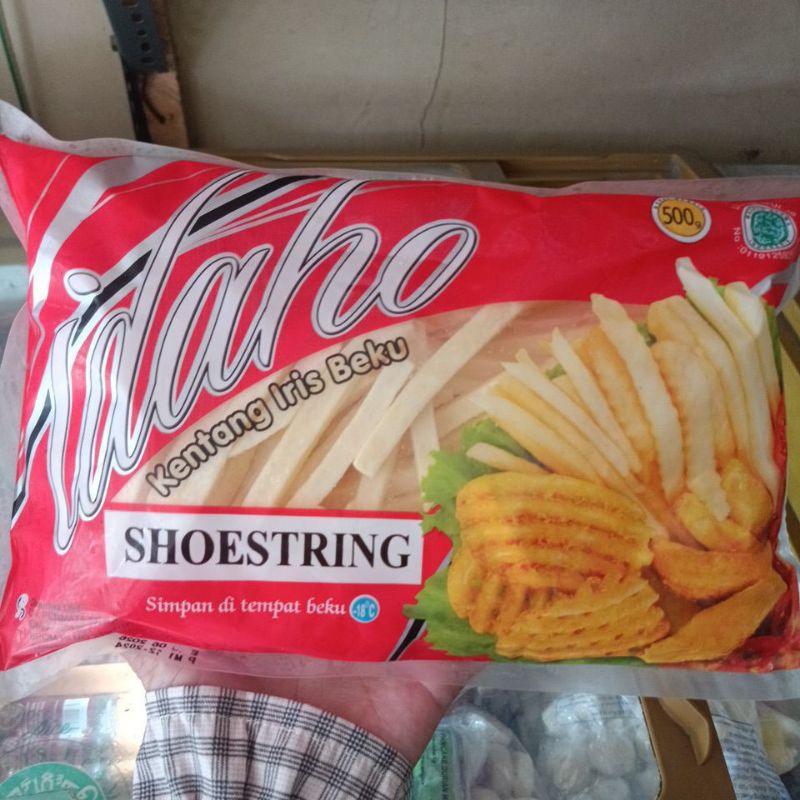 Idaho
Kentang Iris Beku
500g
SHOESTRING
Simpan di tempat beku -18°C